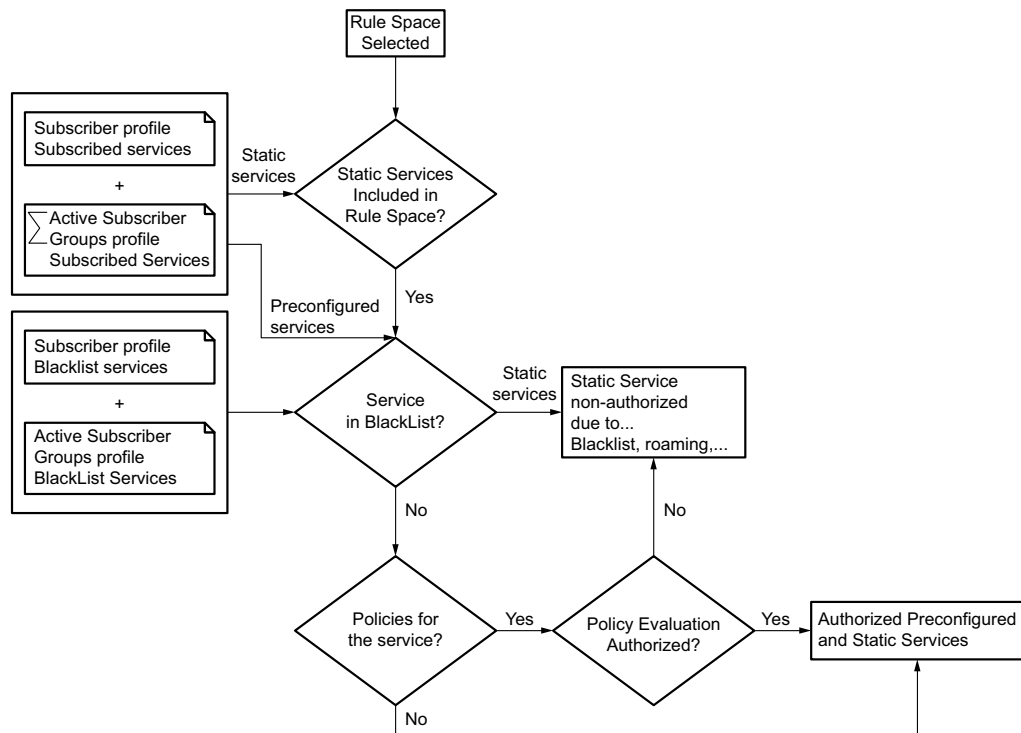 Rule Space
Selected
Subscriber profile
Subscribed services
+
∑ Active Subscriber
Groups profile
Subscribed Services
Static
services
Static Services
Included in
Rule Space?
Yes
Preconfigured
services
Subscriber profile
Blacklist services
+
Active Subscriber
Groups profile
BlackList Services
Service
in BlackList?
Static
services
Static Service
non-authorized
due to...
Blacklist, roaming,...
No
No
Policies for
the service?
Yes
Policy Evaluation
Authorized?
Yes
Authorized Preconfigured
and Static Services
No